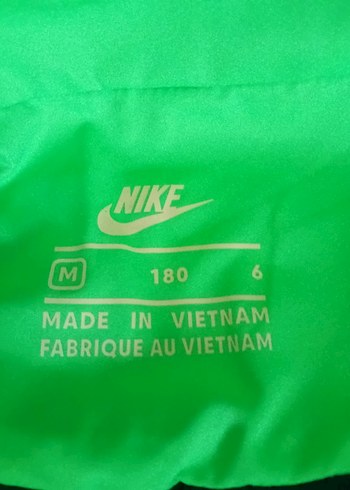 NIKE
M 180 6
MADE IN VIETNAM
FABRIQUE AU VIETNAM